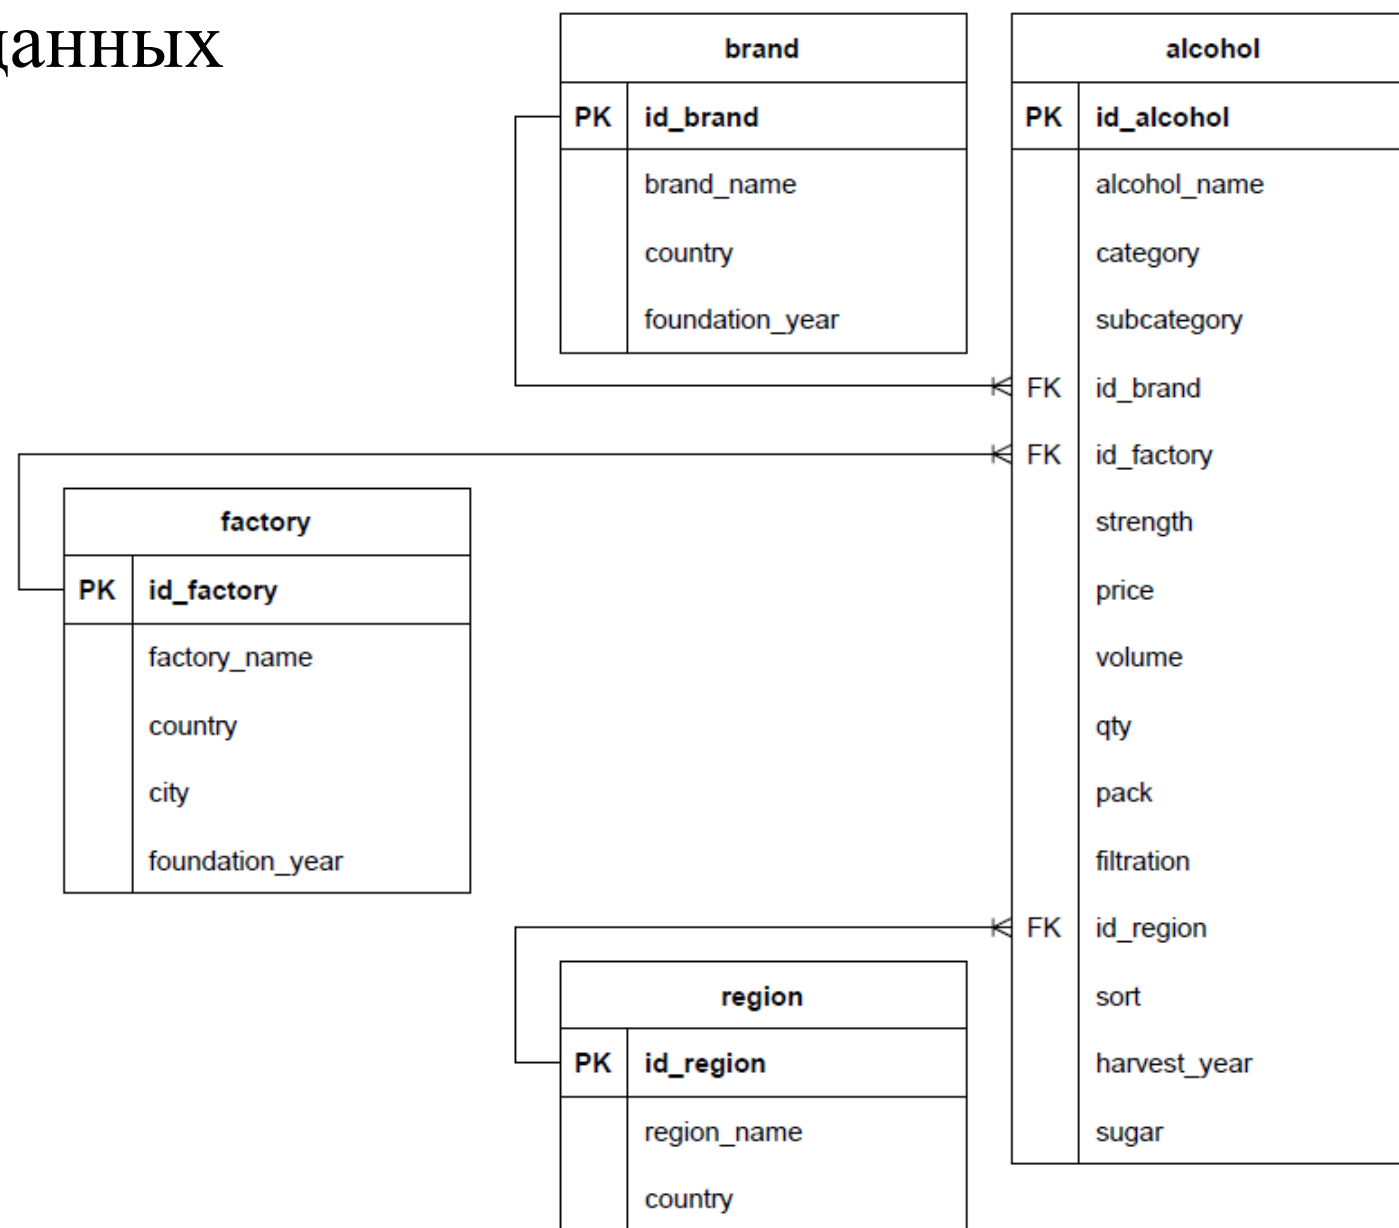 данных
brand
PK id_brand
brand_name
country
foundation_year
alcohol
PK id_alcohol
alcohol_name
category
subcategory
FK id_brand
FK id_factory
strength
price
volume
qty
pack
filtration
FK id_region
sort
harvest_year
sugar
factory
PK id_factory
factory_name
country
city
foundation_year
region
PK id_region
region_name
country